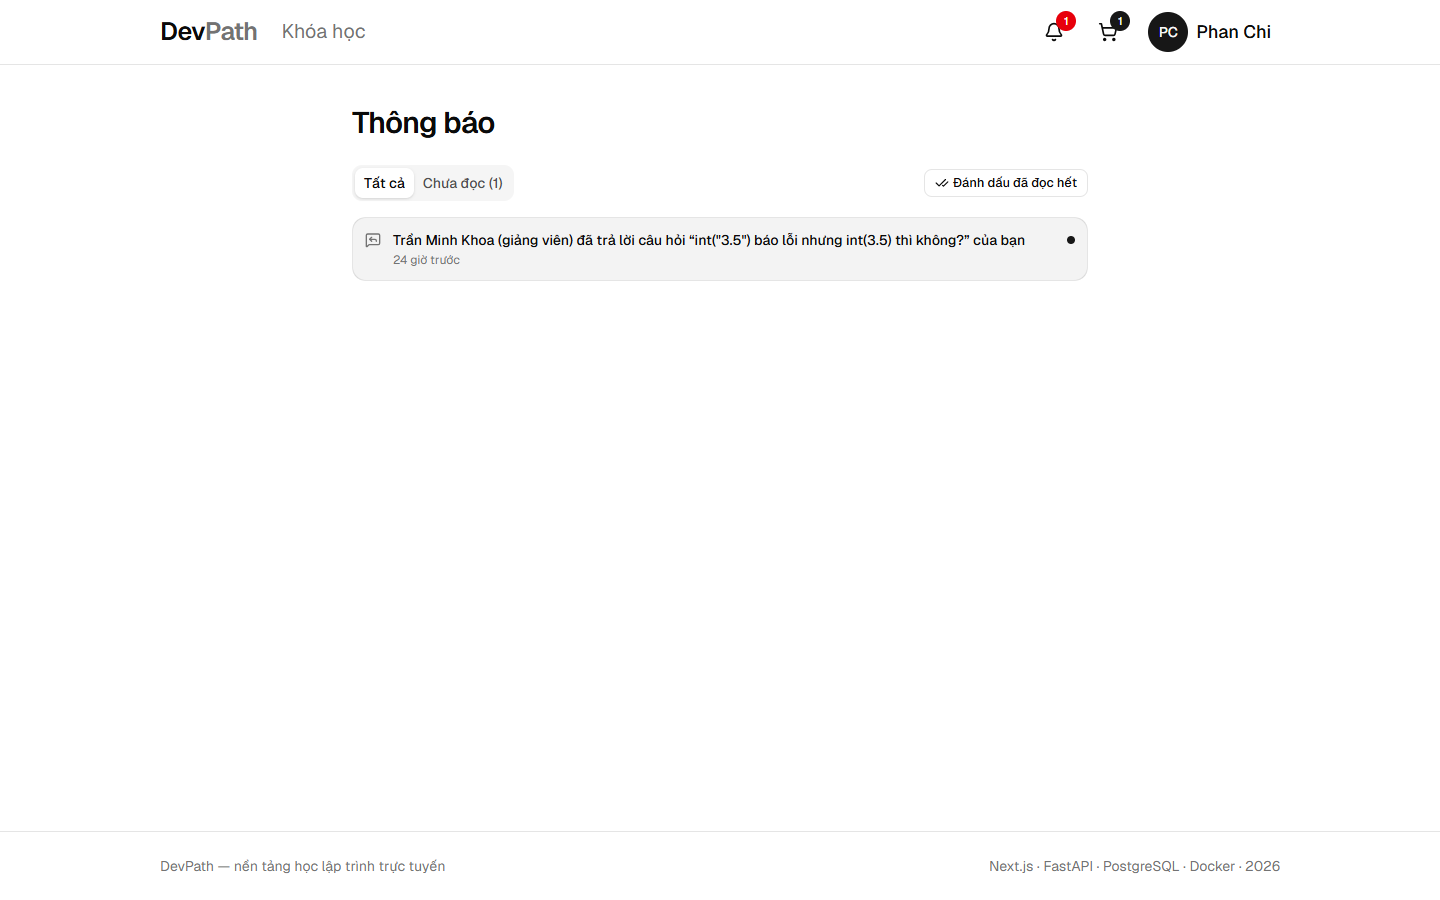 DevPath Khóa học 1 1 PC Phan Chi
Thông báo
Tất cả Chưa đọc (1) Đánh dấu đã đọc hết
Trần Minh Khoa (giảng viên) đã trả lời câu hỏi “int("3.5") báo lỗi nhưng int(3.5) thì không?” của bạn
24 giờ trước
DevPath — nền tảng học lập trình trực tuyến Next.js · FastAPI · PostgreSQL · Docker · 2026